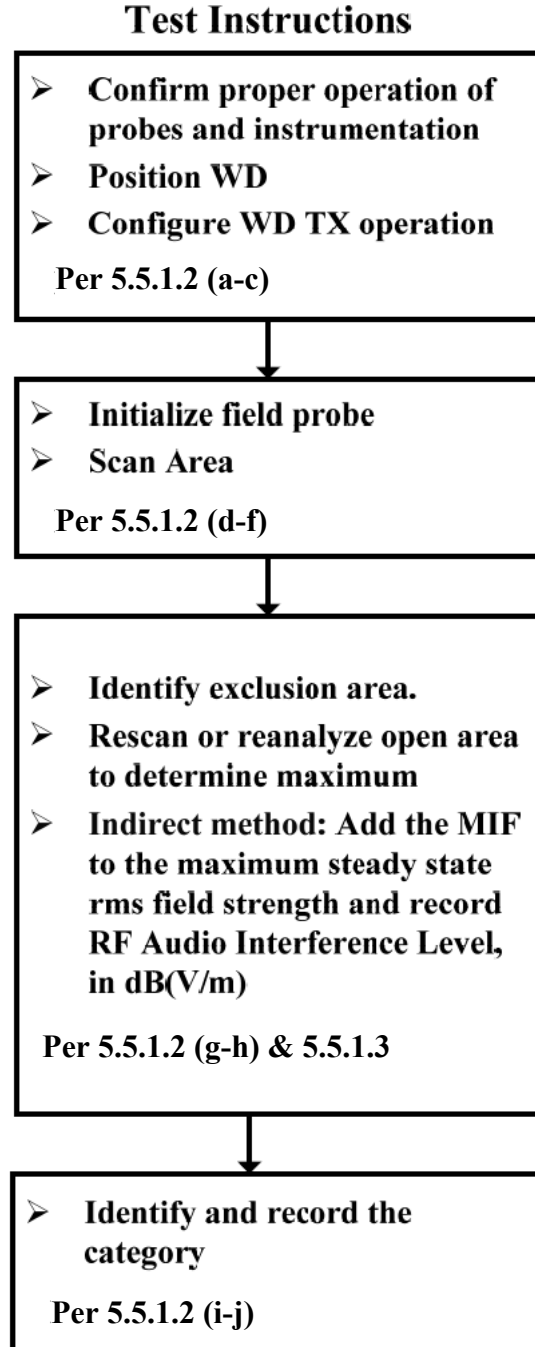 Test Instructions
➢ Confirm proper operation of
probes and instrumentation
➢ Position WD
➢ Configure WD TX operation
Per 5.5.1.2 (a-c)
➢ Initialize field probe
➢ Scan Area
Per 5.5.1.2 (d-f)
➢ Identify exclusion area.
➢ Rescan or reanalyze open area
to determine maximum
➢ Indirect method: Add the MIF
to the maximum steady state
rms field strength and record
RF Audio Interference Level,
in dB(V/m)
Per 5.5.1.2 (g-h) & 5.5.1.3
➢ Identify and record the
category
Per 5.5.1.2 (i-j)